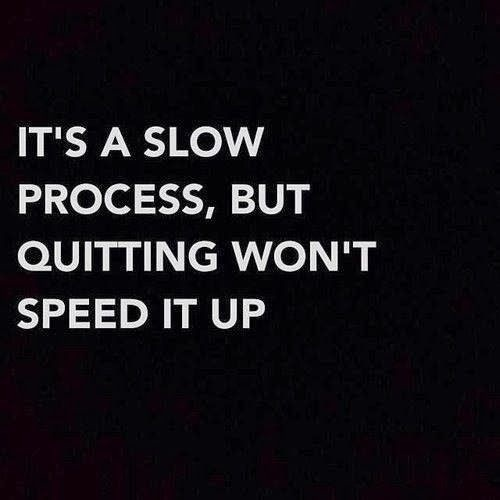 IT'S A SLOW
PROCESS, BUT
QUITTING WON'T
SPEED IT UP